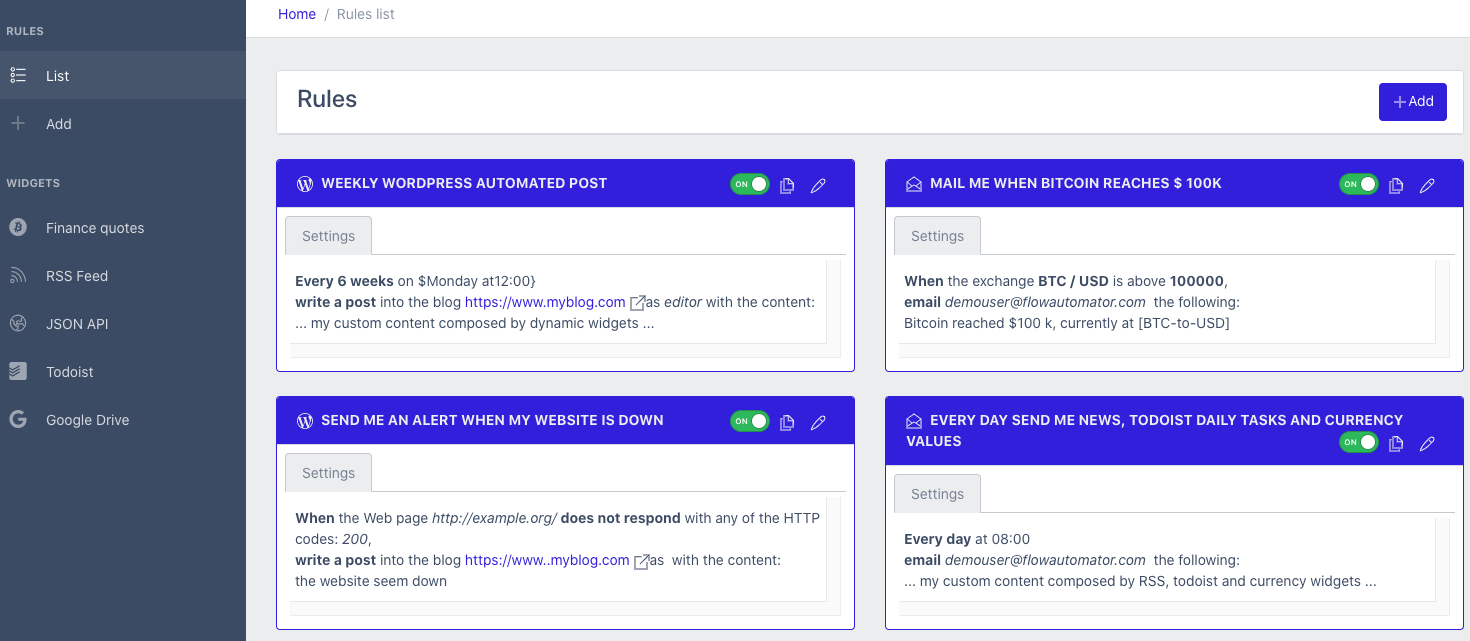 RULES
List
Add
WIDGETS
Finance quotes
RSS Feed
JSON API
Todoist
Google Drive
Home / Rules list
Rules
Add
WEEKLY WORDPRESS AUTOMATED POST
ON
Settings
Every 6 weeks on $Monday at12:00}
write a post into the blog https://www.myblog.com as editor with the content:
... my custom content composed by dynamic widgets ...
MAIL ME WHEN BITCOIN REACHES $ 100K
ON
Settings
When the exchange BTC / USD is above 100000,
email demouser@flowautomator.com the following:
Bitcoin reached $100 k, currently at [BTC-to-USD]
SEND ME AN ALERT WHEN MY WEBSITE IS DOWN
ON
Settings
When the Web page http://example.org/ does not respond with any of the HTTP
codes: 200,
write a post into the blog https://www..myblog.com as with the content:
the website seem down
EVERY DAY SEND ME NEWS, TODOIST DAILY TASKS AND CURRENCY
VALUES
ON
Settings
Every day at 08:00
email demouser@flowautomator.com the following:
... my custom content composed by RSS, todoist and currency widgets ...